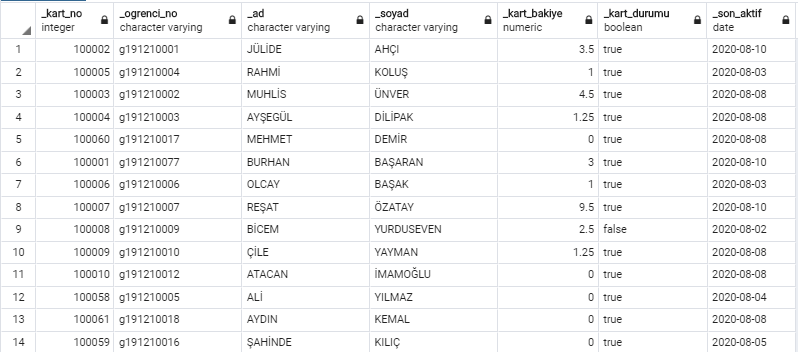 _kart_no _ogrenci_no _ad _soyad _kart_bakiye _kart_durumu _son_aktif
integer character varying character varying character varying numeric boolean date
1 100002 g191210001 JÜLİDE AHÇI 3.5 true 2020-08-10
2 100005 g191210004 RAHMİ KOLUŞ 1 true 2020-08-03
3 100003 g191210002 MUHLİS ÜNVER 4.5 true 2020-08-08
4 100004 g191210003 AYŞEGÜL DİLİPAK 1.25 true 2020-08-08
5 100060 g191210017 MEHMET DEMİR 0 true 2020-08-08
6 100001 g191210077 BURHAN BAŞARAN 3 true 2020-08-10
7 100006 g191210006 OLCAY BAŞAK 1 true 2020-08-03
8 100007 g191210007 REŞAT ÖZATAY 9.5 true 2020-08-10
9 100008 g191210009 BİCEM YURDUSEVEN 2.5 false 2020-08-02
10 100009 g191210010 ÇİLE YAYMAN 1.25 true 2020-08-08
11 100010 g191210012 ATACAN İMAMOĞLU 0 true 2020-08-08
12 100058 g191210005 ALİ YILMAZ 0 true 2020-08-04
13 100061 g191210018 AYDIN KEMAL 0 true 2020-08-08
14 100059 g191210016 ŞAHİNDE KILIÇ 0 true 2020-08-05